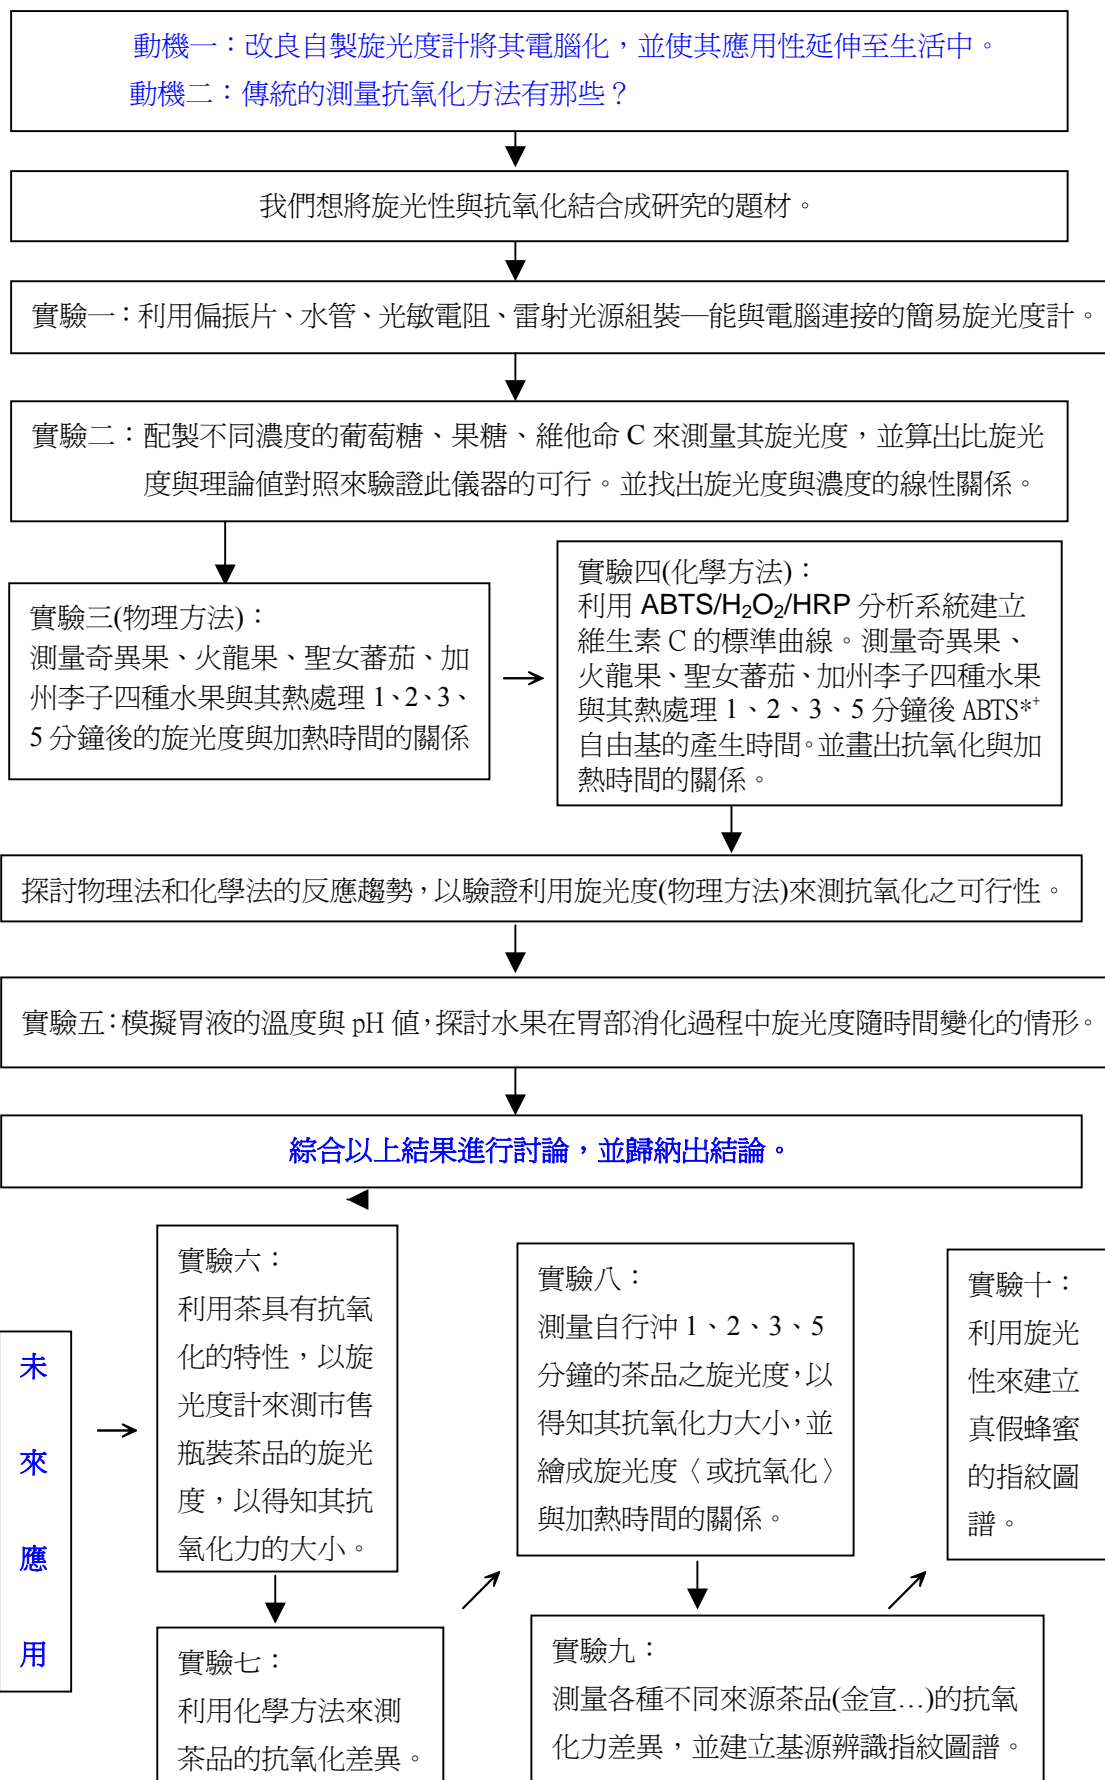 動機一：改良自製旋光度計將其電腦化，並使其應用性延伸至生活中。
動機二：傳統的測量抗氧化方法有那些？
我們想將旋光性與抗氧化結合成研究的題材。
實驗一：利用偏振片、水管、光敏電阻、雷射光源組裝—能與電腦連接的簡易旋光度計。
實驗二：配製不同濃度的葡萄糖、果糖、維他命 C 來測量其旋光度，並算出比旋光
度與理論值對照來驗證此儀器的可行。並找出旋光度與濃度的線性關係。
實驗三(物理方法)：
測量奇異果、火龍果、聖女蕃茄、加
州李子四種水果與其熱處理 1、2、3、
5 分鐘後的旋光度與加熱時間的關係
實驗四(化學方法)：
利用 ABTS/H₂O₂/HRP 分析系統建立
維生素 C 的標準曲線。測量奇異果、
火龍果、聖女蕃茄、加州李子四種水果
與其熱處理 1、2、3、5 分鐘後 ABTS*⁺
自由基的產生時間。並畫出抗氧化與加
熱時間的關係。
探討物理法和化學法的反應趨勢，以驗證利用旋光度(物理方法)來測抗氧化之可行性。
實驗五：模擬胃液的溫度與 pH 值，探討水果在胃部消化過程中旋光度隨時間變化的情形。
綜合以上結果進行討論，並歸納出結論。
未
來
應
用
實驗六：
利用茶具有抗氧
化的特性，以旋
光度計來測市售
瓶裝茶品的旋光
度，以得知其抗
氧化力的大小。
實驗七：
利用化學方法來測
茶品的抗氧化差異。
實驗八：
測量自行沖 1、2、3、5
分鐘的茶品之旋光度，以
得知其抗氧化力大小，並
繪成旋光度〈或抗氧化〉
與加熱時間的關係。
實驗九：
測量各種不同來源茶品(金宣…)的抗氧
化力差異，並建立基源辨識指紋圖譜。
實驗十：
利用旋光
性來建立
真假蜂蜜
的指紋圖
譜。